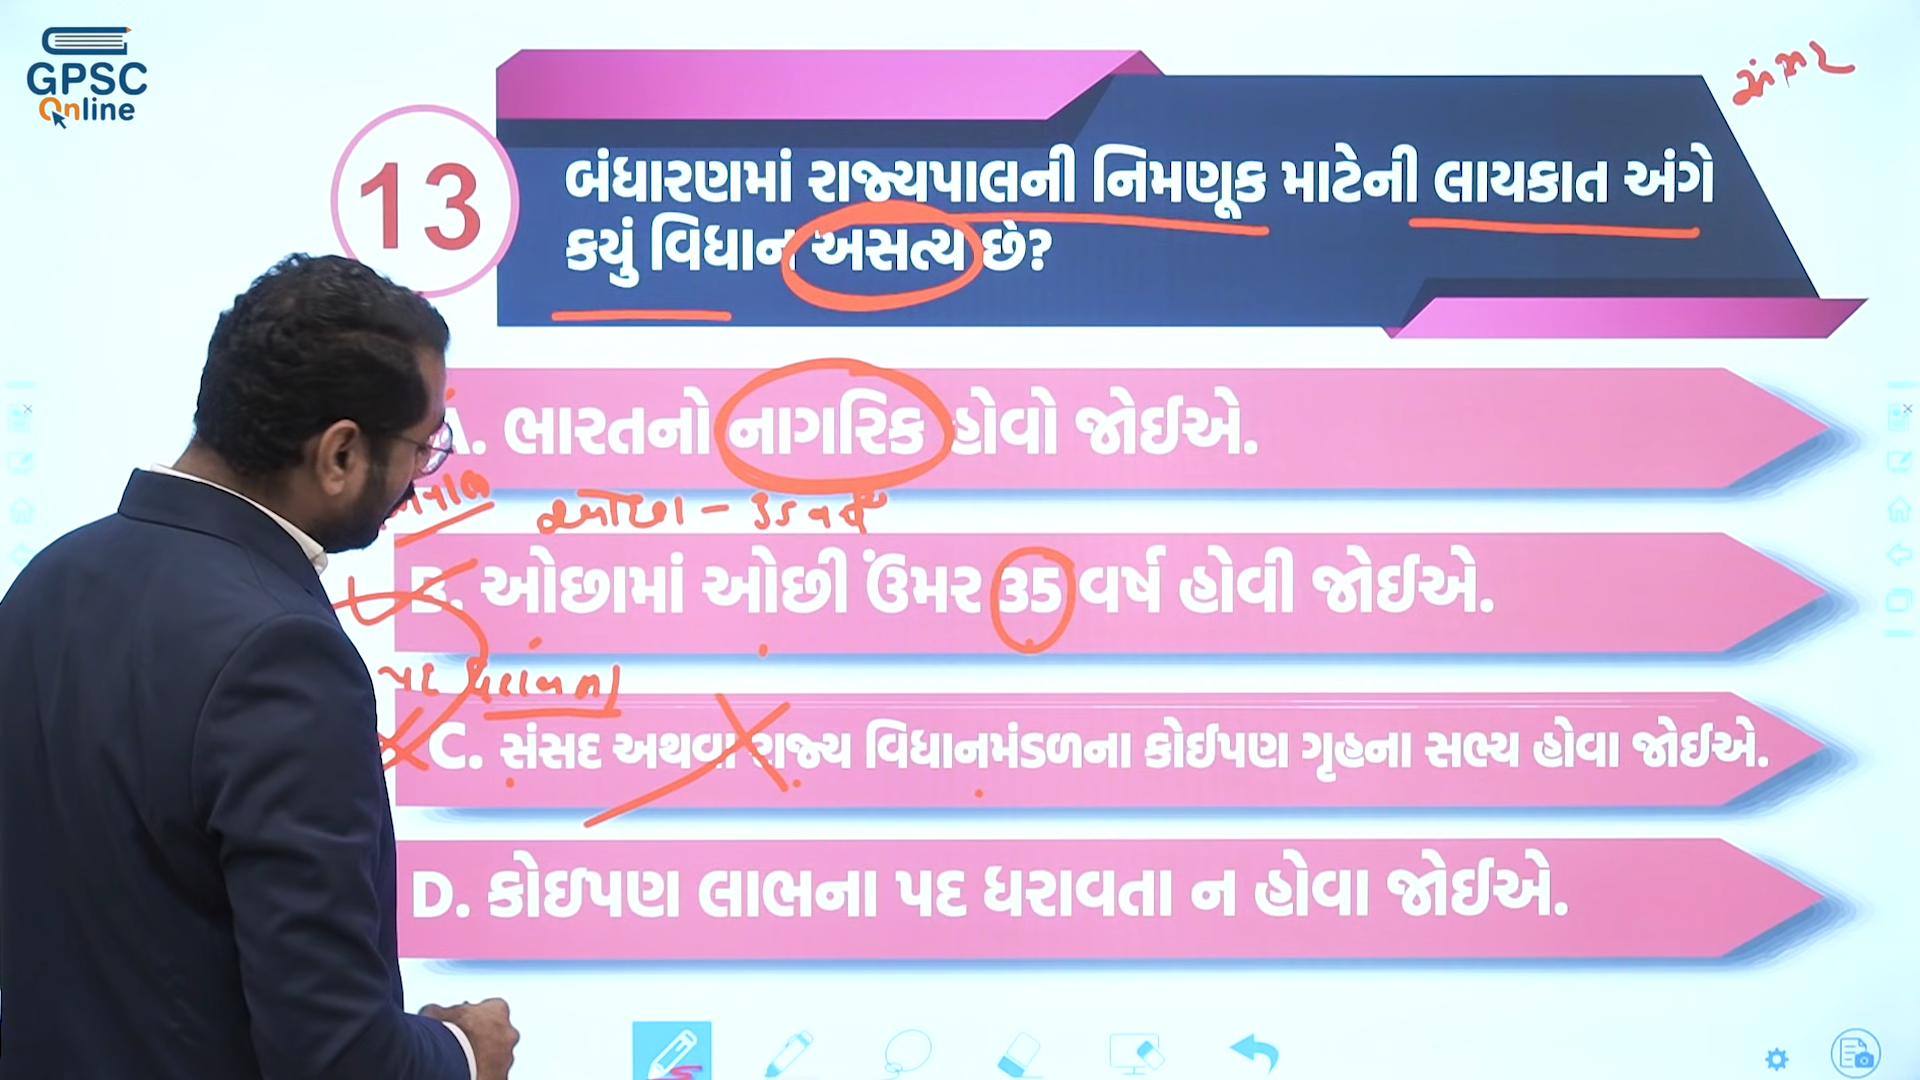 GPSC
Online
13
બંધારણમાં રાજ્યપાલની નિમણૂક માટેની લાયકાત અંગે
કયું વિધાન અસત્ય છે?
A. ભારતનો નાગરિક હોવો જોઈએ.
B. ઓછામાં ઓછી ઉંમર 35 વર્ષ હોવી જોઈએ.
C. સંસદ અથવા રાજ્ય વિધાનમંડળના કોઈપણ ગૃહના સભ્ય હોવા જોઈએ.
D. કોઇપણ લાભના પદ ધરાવતા ન હોવા જોઈએ.